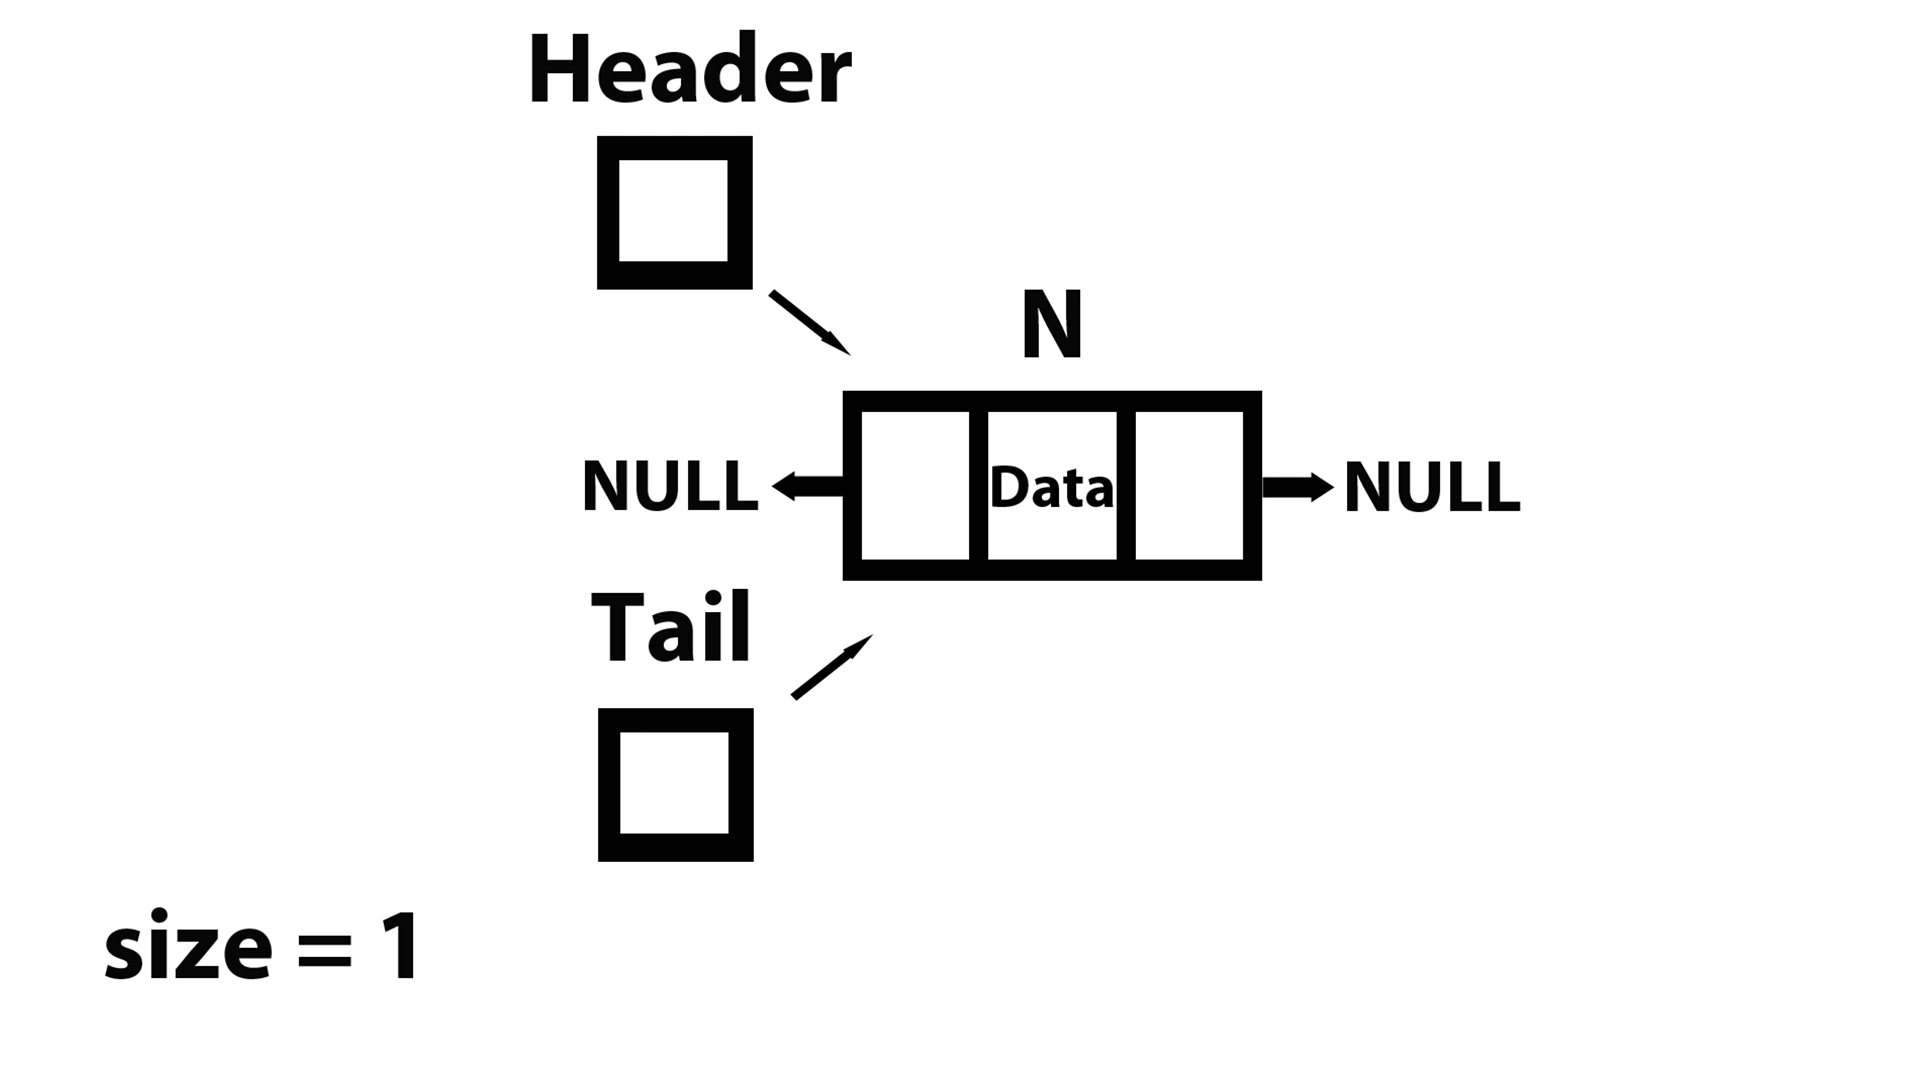 Header
N
NULL
Data
NULL
Tail
size = 1